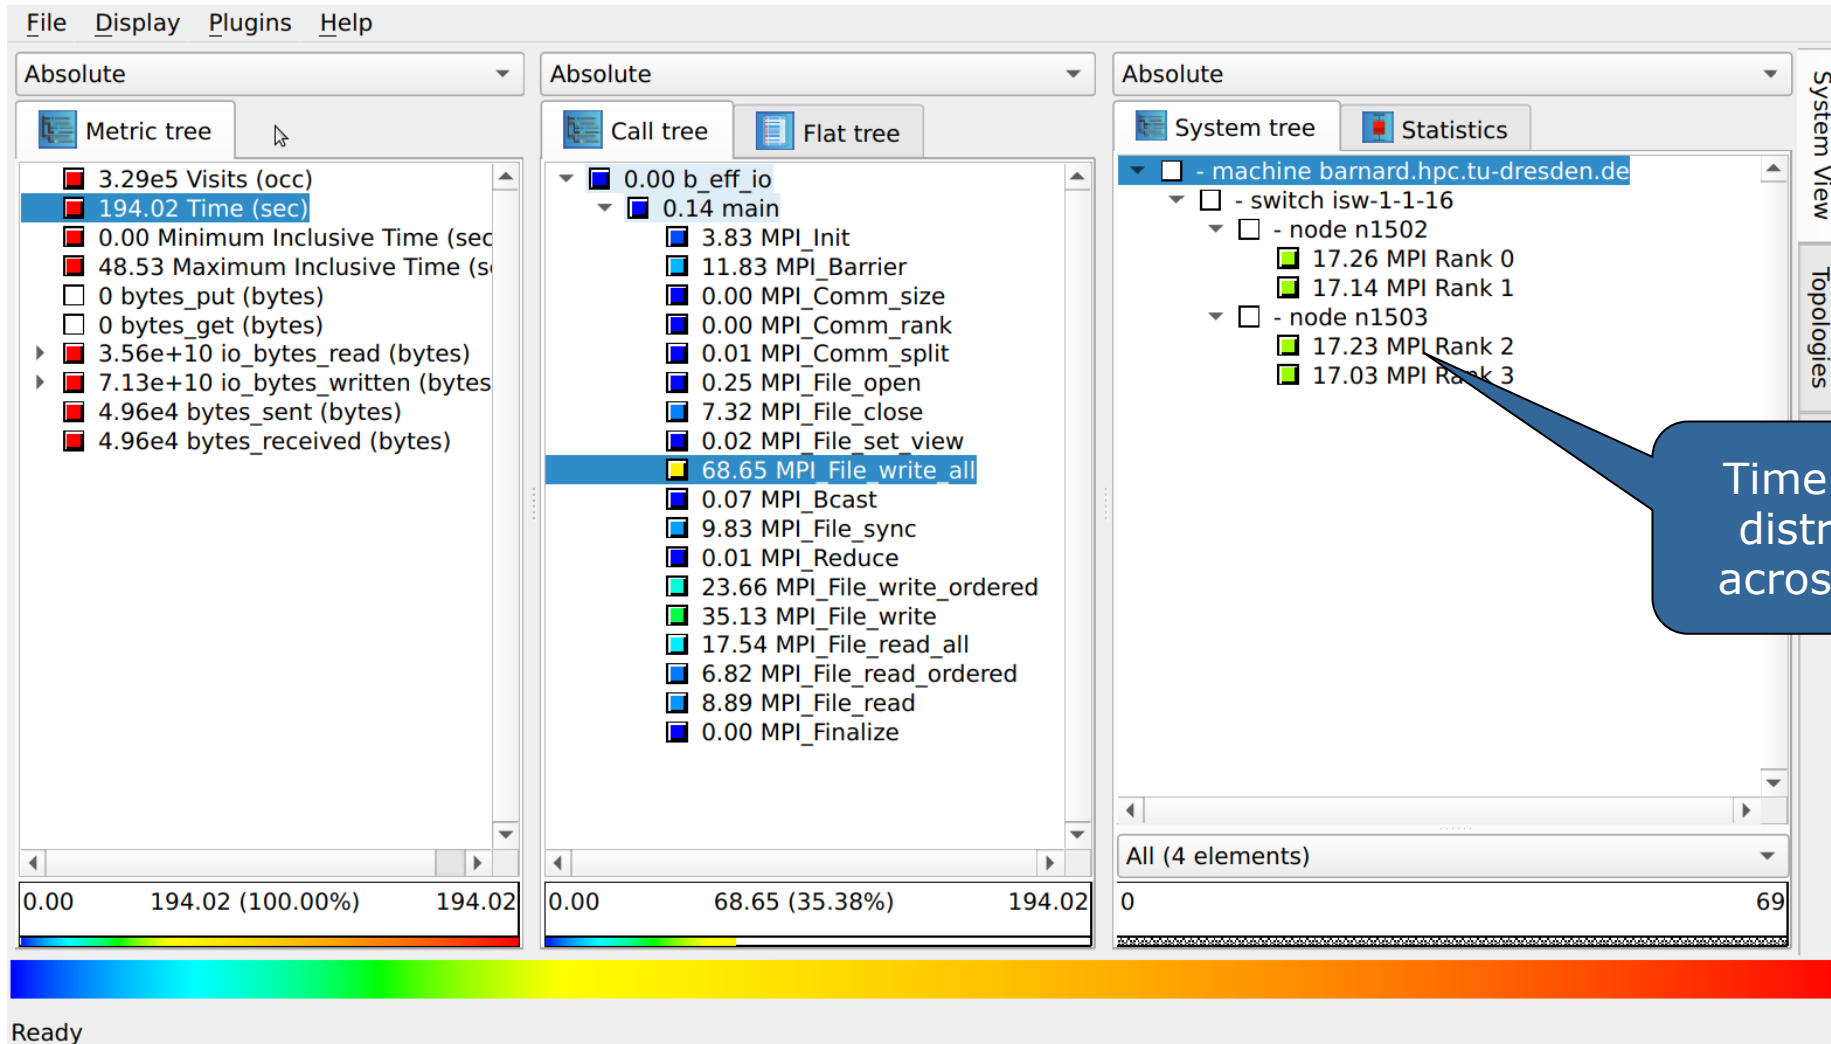 File Display Plugins Help
Absolute
Metric tree
3.29e5 Visits (occ)
194.02 Time (sec)
0.00 Minimum Inclusive Time (sec
48.53 Maximum Inclusive Time (s
0 bytes_put (bytes)
0 bytes_get (bytes)
3.56e+10 io_bytes_read (bytes)
7.13e+10 io_bytes_written (bytes
4.96e4 bytes_sent (bytes)
4.96e4 bytes_received (bytes)
0.00 194.02 (100.00%) 194.02
Absolute
Call tree Flat tree
0.00 b_eff_io
0.14 main
3.83 MPI_Init
11.83 MPI_Barrier
0.00 MPI_Comm_size
0.00 MPI_Comm_rank
0.01 MPI_Comm_split
0.25 MPI_File_open
7.32 MPI_File_close
0.02 MPI_File_set_view
68.65 MPI_File_write_all
0.07 MPI_Bcast
9.83 MPI_File_sync
0.01 MPI_Reduce
23.66 MPI_File_write_ordered
35.13 MPI_File_write
17.54 MPI_File_read_all
6.82 MPI_File_read_ordered
8.89 MPI_File_read
0.00 MPI_Finalize
0.00 68.65 (35.38%) 194.02
Absolute
System tree Statistics
- machine barnard.hpc.tu-dresden.de
- switch isw-1-1-16
- node n1502
17.26 MPI Rank 0
17.14 MPI Rank 1
- node n1503
17.23 MPI Rank 2
17.03 MPI Rank 3
All (4 elements)
0 69
System View
Topologies
Time
distr
acros
Ready